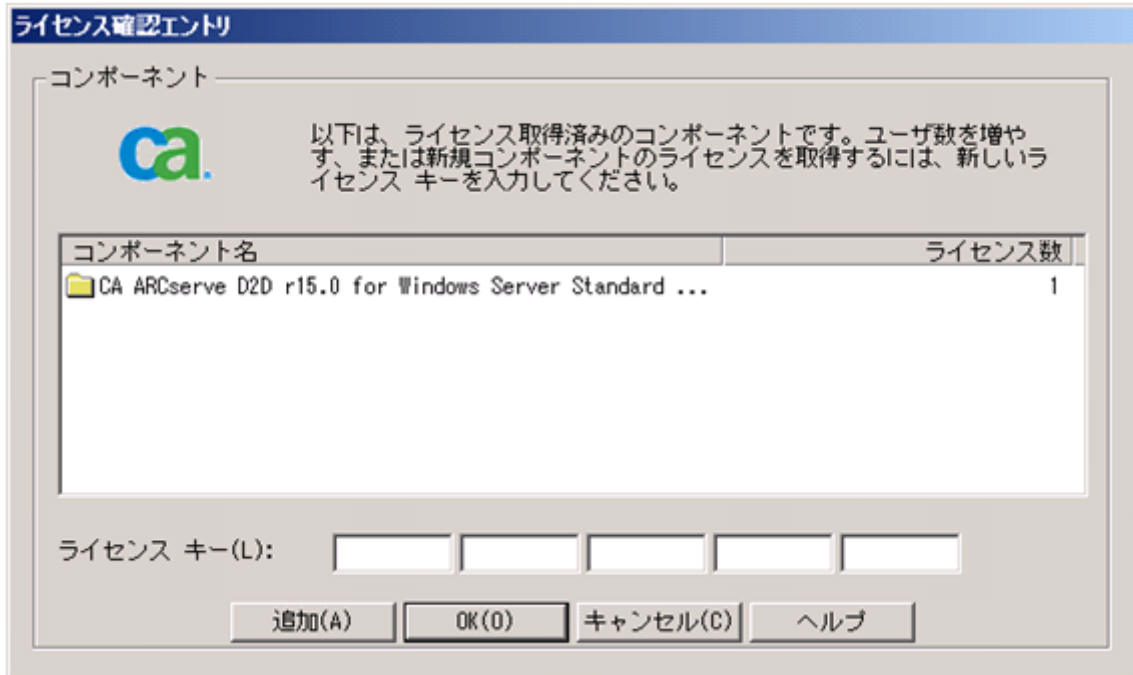 ライセンス確認エントリ
コンポーネント
ca.
以下は、ライセンス取得済みのコンポーネントです。ユーザ数を増や
す、または新規コンポーネントのライセンスを取得するには、新しいラ
イセンス キーを入力してください。
コンポーネント名 ライセンス数
CA ARCserve D2D r15.0 for Windows Server Standard ... 1
ライセンス キー(L):
追加(A) OK(O) キャンセル(C) ヘルプ